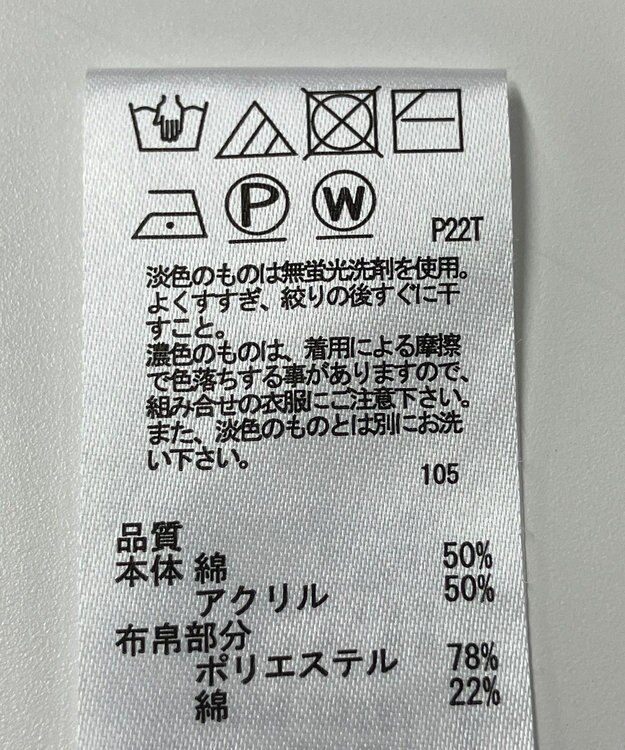 P W
P22T
淡色のものは無蛍光洗剤を使用。
よくすすぎ、絞りの後すぐに干
すこと。
濃色のものは、着用による摩擦
で色落ちする事がありますので、
組み合せの衣服にご注意下さい。
また、淡色のものとは別にお洗
い下さい。
105
品質
本体 綿 50%
アクリル 50%
布帛部分
ポリエステル 78%
綿 22%